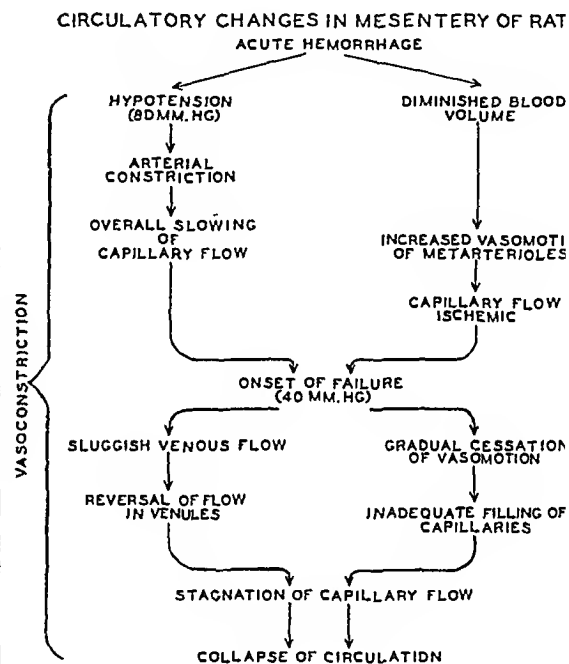 CIRCULATORY CHANGES IN MESENTERY OF RAT
ACUTE HEMORRHAGE
HYPOTENSION
(80 MM. HG)
DIMINISHED BLOOD
VOLUME
ARTERIAL
CONSTRICTION
OVERALL SLOWING
OF
CAPILLARY FLOW
INCREASED VASOMOTI
OF METARTERIOLES
CAPILLARY FLOW
ISCHEMIC
VASOCONSTRICTION
ONSET OF FAILURE
(40 MM. HG)
SLUGGISH VENOUS FLOW
GRADUAL CESSATION
OF VASOMOTION
REVERSAL OF FLOW
IN VENULES
INADEQUATE FILLING OF
CAPILLARIES
STAGNATION OF CAPILLARY FLOW
COLLAPSE OF CIRCULATION